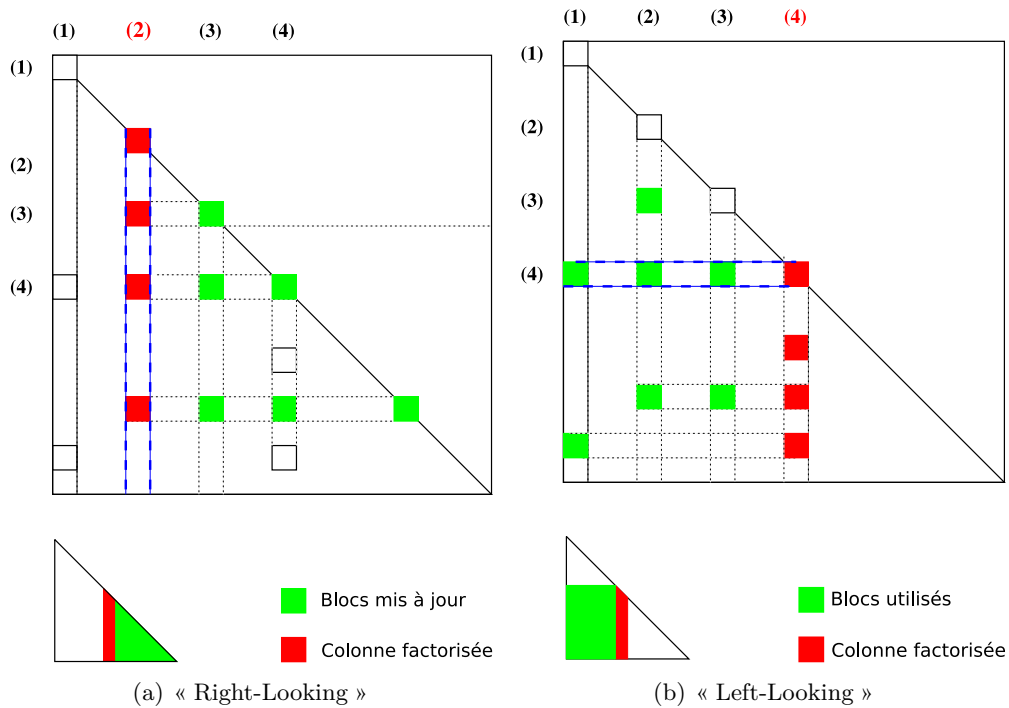 (1) (2) (3) (4)
(1)
(2)
(3)
(4)
Blocs mis à jour
Colonne factorisée
(a) « Right-Looking »
(1) (2) (3) (4)
(1)
(2)
(3)
(4)
Blocs utilisés
Colonne factorisée
(b) « Left-Looking »